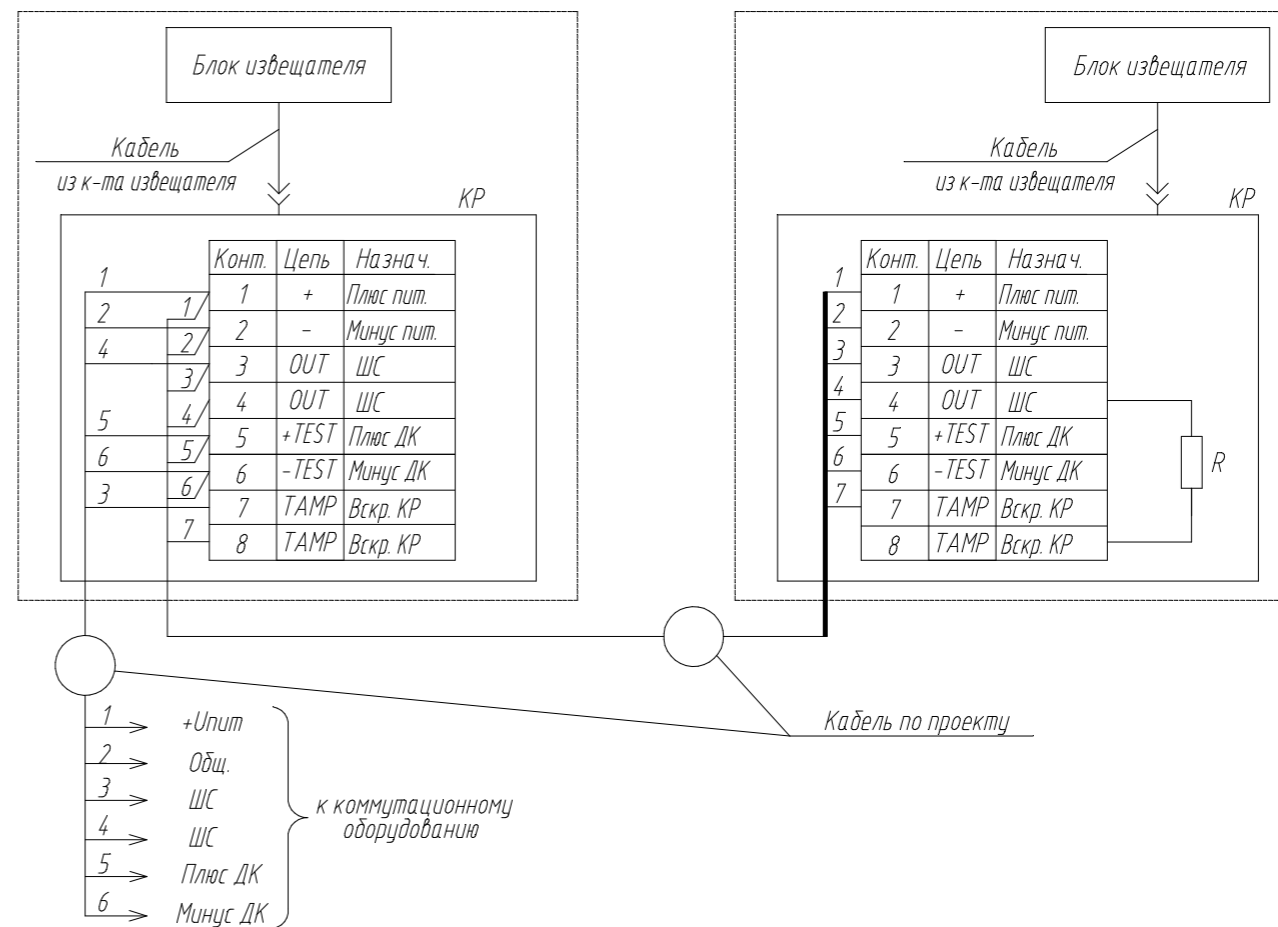 Блок извещателя
Кабель
из к-та извещателя
КР
Конт. Цепь Назнач.
1 + Плюс пит.
2 - Минус пит.
3 OUT ШС
4 OUT ШС
5 +TEST Плюс ДК
6 -TEST Минус ДК
7 TAMP Вскр. КР
8 TAMP Вскр. КР
1
2
4
5
6
3
1
2
3
4
5
6
7
Блок извещателя
Кабель
из к-та извещателя
КР
Конт. Цепь Назнач.
1 + Плюс пит.
2 - Минус пит.
3 OUT ШС
4 OUT ШС
5 +TEST Плюс ДК
6 -TEST Минус ДК
7 TAMP Вскр. КР
8 TAMP Вскр. КР
1
2
3
4
5
6
7
R
Кабель по проекту
1 +Uпит
2 Общ.
3 ШС
4 ШС
5 Плюс ДК
6 Минус ДК
к коммутационному
оборудованию